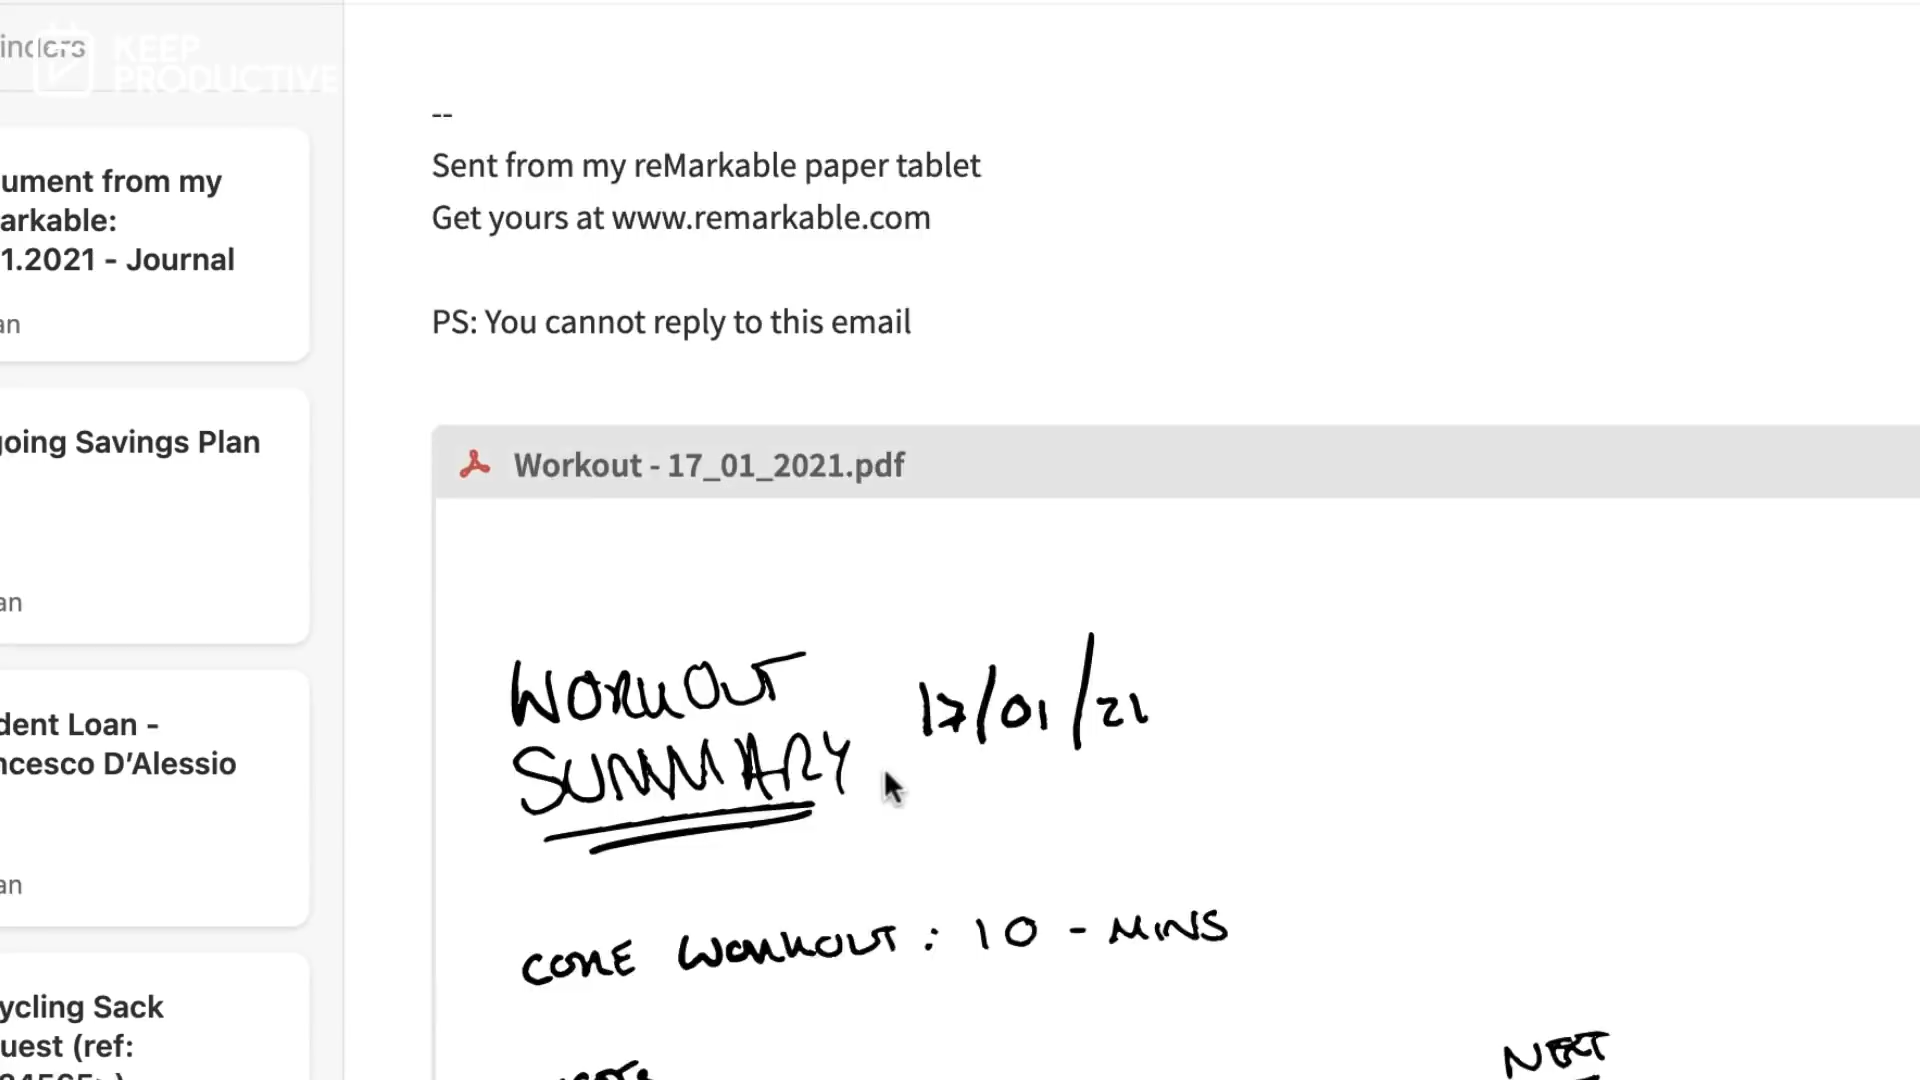 inders
KEEP
PRODUCTIVE
ument from my
arkable:
1.2021 - Journal
an
going Savings Plan
an
dent Loan -
ncesco D'Alessio
an
ycling Sack
uest (ref:
--
Sent from my reMarkable paper tablet
Get yours at www.remarkable.com
PS: You cannot reply to this email
Workout - 17_01_2021.pdf
WORKOUT 17/01/21
SUMMARY
CORE WORKOUT : 10 - MINS
NEXT